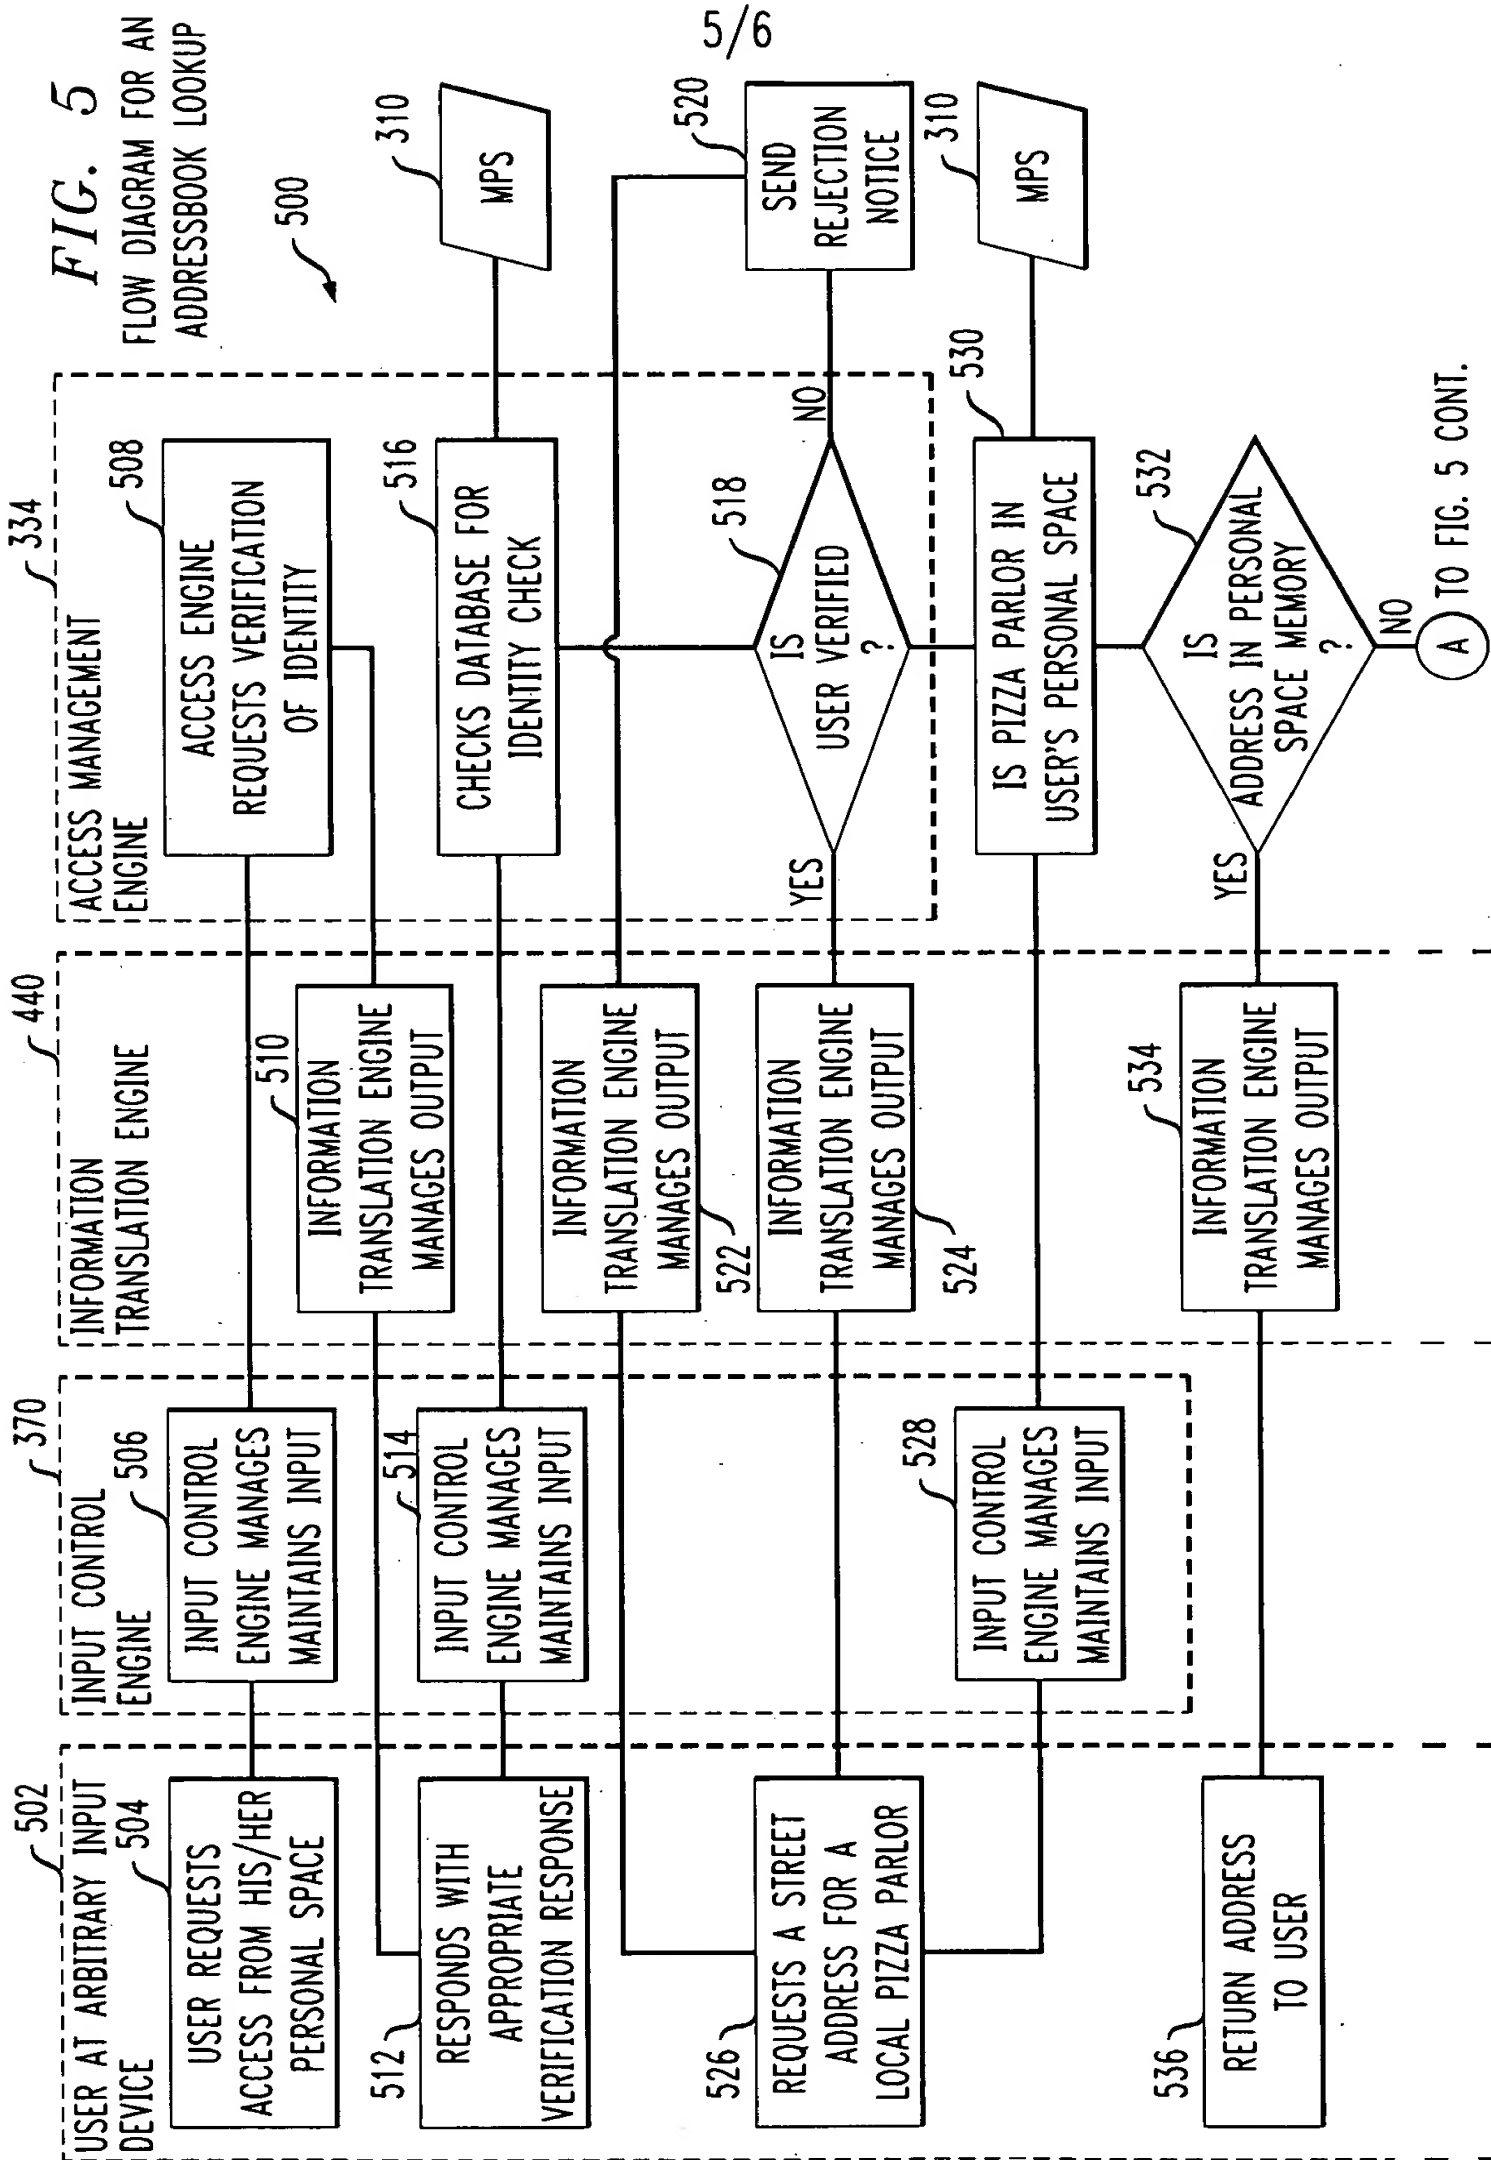 5/6
FIG. 5
FLOW DIAGRAM FOR AN
ADDRESSBOOK LOOKUP
500
502
USER AT ARBITRARY INPUT
DEVICE
504
USER REQUESTS
ACCESS FROM HIS/HER
PERSONAL SPACE
512
RESPONDS WITH
APPROPRIATE
VERIFICATION RESPONSE
526
REQUESTS A STREET
ADDRESS FOR A
LOCAL PIZZA PARLOR
536
RETURN ADDRESS
TO USER
370
INPUT CONTROL
ENGINE
506
INPUT CONTROL
ENGINE MANAGES
MAINTAINS INPUT
514
INPUT CONTROL
ENGINE MANAGES
MAINTAINS INPUT
528
INPUT CONTROL
ENGINE MANAGES
MAINTAINS INPUT
440
INFORMATION
TRANSLATION ENGINE
510
INFORMATION
TRANSLATION ENGINE
MANAGES OUTPUT
INFORMATION
TRANSLATION ENGINE
MANAGES OUTPUT
522
INFORMATION
TRANSLATION ENGINE
MANAGES OUTPUT
524
534
INFORMATION
TRANSLATION ENGINE
MANAGES OUTPUT
334
ACCESS MANAGEMENT
ENGINE
508
ACCESS ENGINE
REQUESTS VERIFICATION
OF IDENTITY
516
CHECKS DATABASE FOR
IDENTITY CHECK
518
IS
USER VERIFIED
?
YES
NO
530
IS PIZZA PARLOR IN
USER'S PERSONAL SPACE
532
IS
ADDRESS IN PERSONAL
SPACE MEMORY
?
YES
NO
A
TO FIG. 5 CONT.
310
MPS
520
SEND
REJECTION
NOTICE
310
MPS